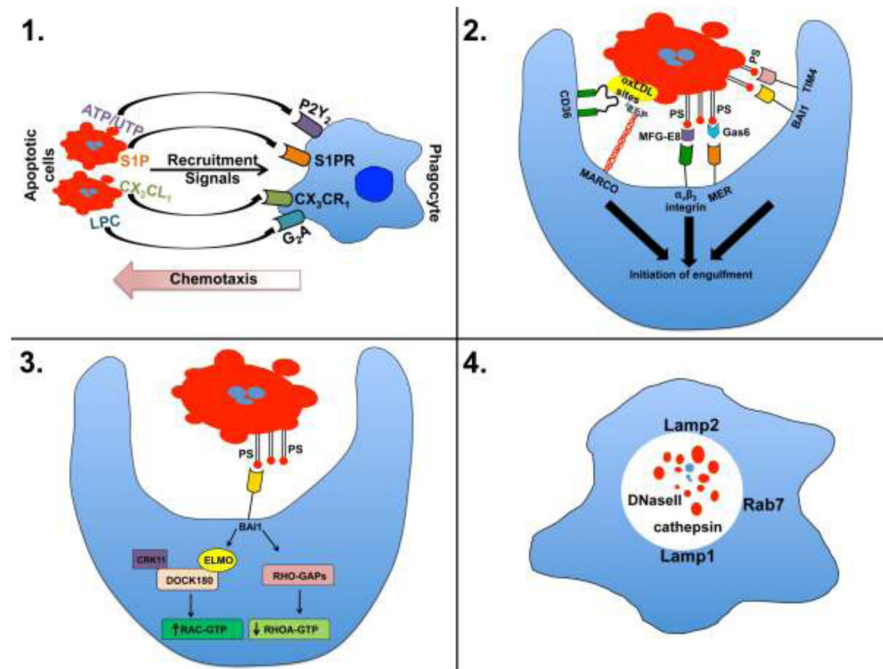 1.
Apoptotic cells
ATP/UTP
S1P
CX3CL1
LPC
Recruitment
Signals
P2Y2
S1PR
CX3CR1
G2A
Phagocyte
Chemotaxis
2.
CD36
oxLDL
sites
PS
PS
PS
MFG-E8
Gas6
TIM4
BAI1
MARCO
αvβ3
integrin
MER
Initiation of engulfment
3.
PS
PS
BAI1
CRK11
ELMO
DOCK180
RHO-GAPs
↑RAC-GTP
↓ RHOA-GTP
4.
Lamp2
DNaseII
Rab7
cathepsin
Lamp1